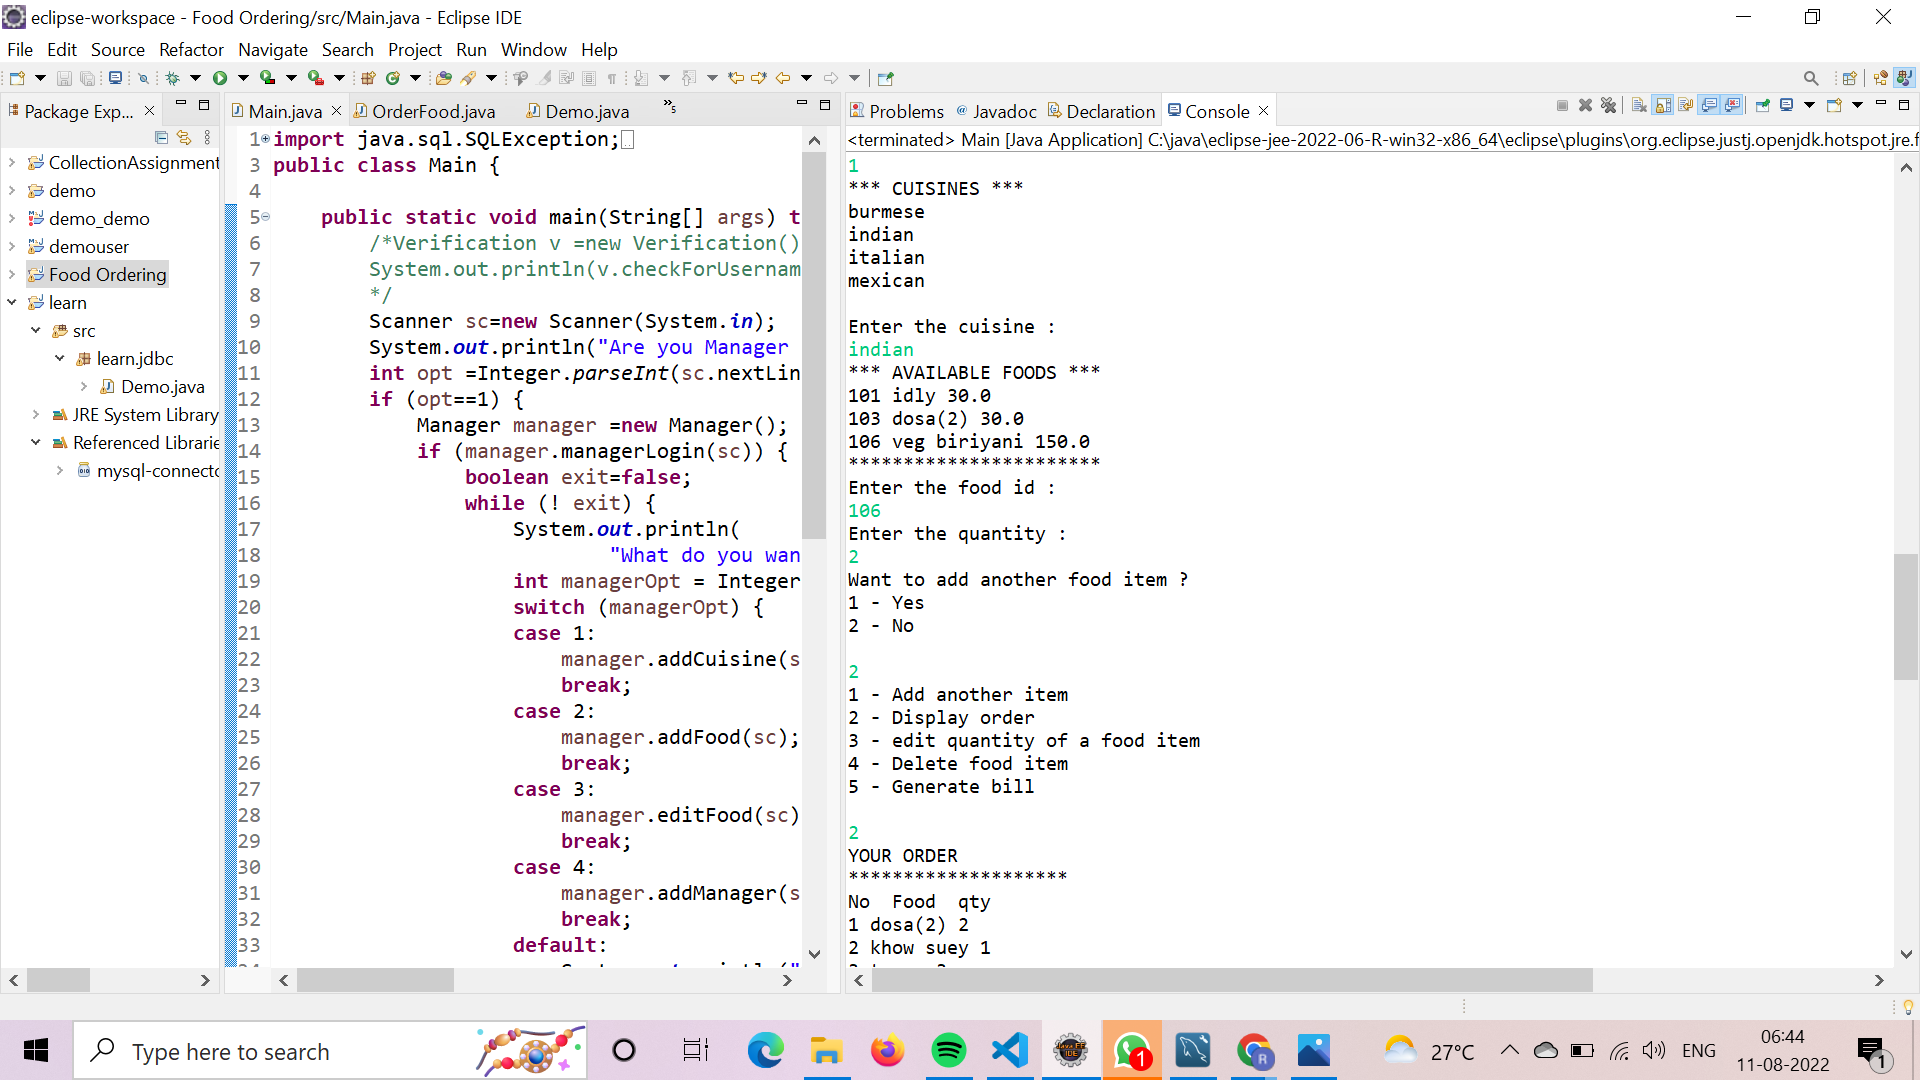 eclipse-workspace - Food Ordering/src/Main.java - Eclipse IDE
File Edit Source Refactor Navigate Search Project Run Window Help
Package Exp...
CollectionAssignment
demo
demo_demo
demouser
Food Ordering
learn
src
learn.jdbc
Demo.java
JRE System Library
Referenced Librarie
mysql-connecto
Main.java OrderFood.java Demo.java »5
1 import java.sql.SQLException;
3 public class Main {
4
5 public static void main(String[] args) t
6 /*Verification v =new Verification()
7 System.out.println(v.checkForUsernam
8 */
9 Scanner sc=new Scanner(System.in);
10 System.out.println("Are you Manager
11 int opt =Integer.parseInt(sc.nextLin
12 if (opt==1) {
13 Manager manager =new Manager();
14 if (manager.managerLogin(sc)) {
15 boolean exit=false;
16 while (! exit) {
17 System.out.println(
18 "What do you wan
19 int managerOpt = Integer
20 switch (managerOpt) {
21 case 1:
22 manager.addCuisine(s
23 break;
24 case 2:
25 manager.addFood(sc);
26 break;
27 case 3:
28 manager.editFood(sc)
29 break;
30 case 4:
31 manager.addManager(s
32 break;
33 default:
Problems Javadoc Declaration Console
<terminated> Main [Java Application] C:\java\eclipse-jee-2022-06-R-win32-x86_64\eclipse\plugins\org.eclipse.justj.openjdk.hotspot.jre.f
1
*** CUISINES ***
burmese
indian
italian
mexican
Enter the cuisine :
indian
*** AVAILABLE FOODS ***
101 idly 30.0
103 dosa(2) 30.0
106 veg biriyani 150.0
***********************
Enter the food id :
106
Enter the quantity :
2
Want to add another food item ?
1 - Yes
2 - No
2
1 - Add another item
2 - Display order
3 - edit quantity of a food item
4 - Delete food item
5 - Generate bill
2
YOUR ORDER
********************
No Food qty
1 dosa(2) 2
2 khow suey 1
Type here to search
1
27°C
ENG
06:44
11-08-2022
1